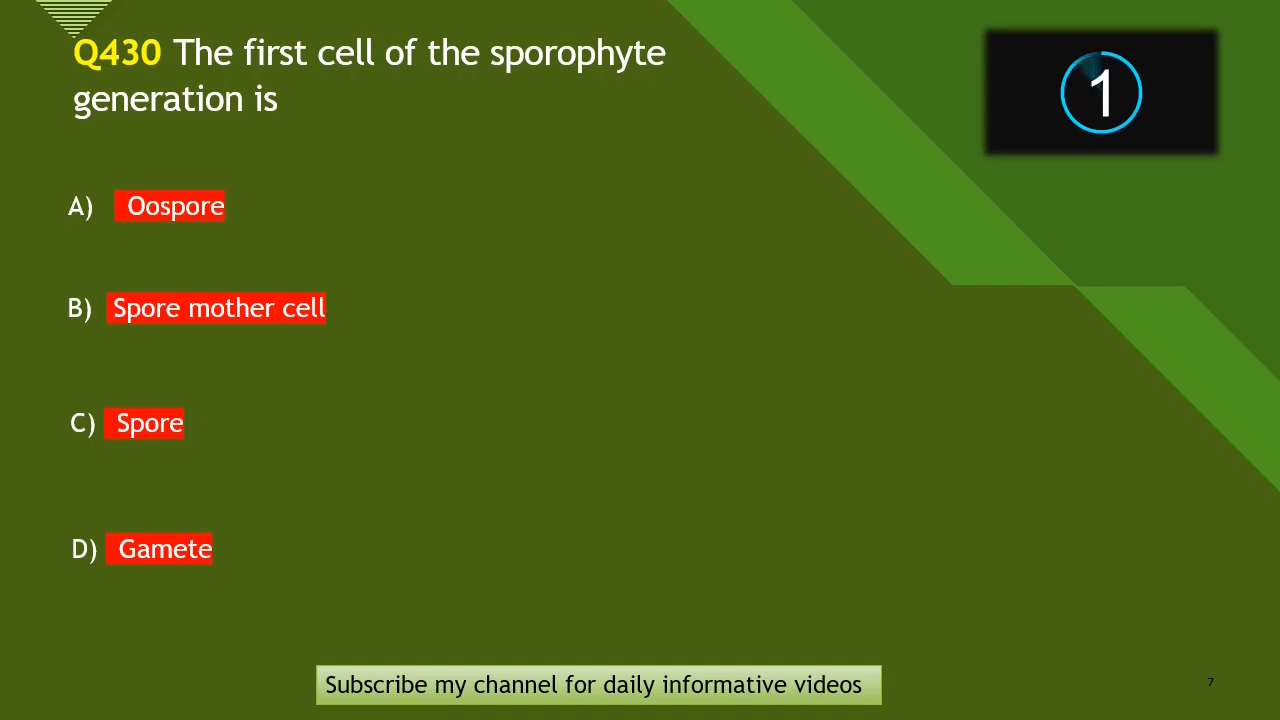 Q430 The first cell of the sporophyte
generation is
1
A) Oospore
B) Spore mother cell
C) Spore
D) Gamete
Subscribe my channel for daily informative videos
7